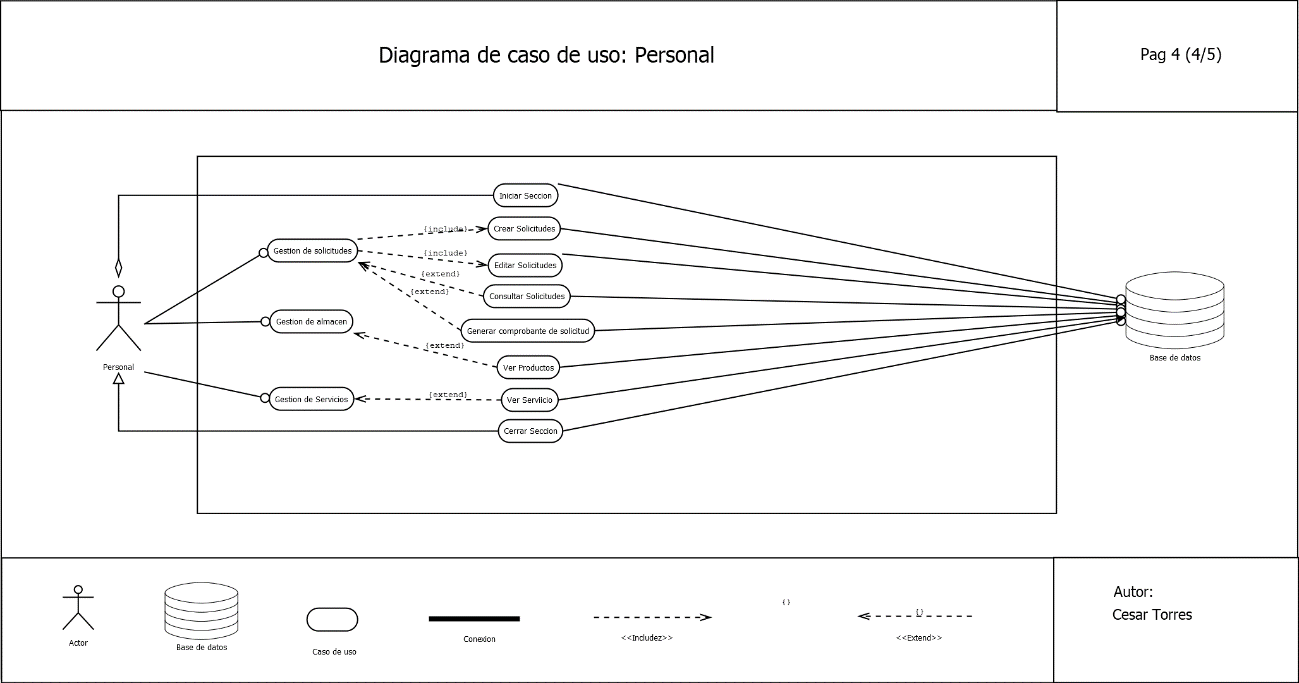 Diagrama de caso de uso: Personal
Pag 4 (4/5)
Iniciar Seccion
{include}
Crear Solicitudes
Gestion de solicitudes
{include}
Editar Solicitudes
{extend}
Consultar Solicitudes
{extend}
Gestion de almacen
Generar comprobante de solicitud
{extend}
Base de datos
Personal
Ver Productos
{extend}
Gestion de Servicios
Ver Servlicio
Cerrar Seccion
Actor
Base de datos
Caso de uso
Conexion
<<Includez>>
{}
{}
<<Extend>>
Autor:
Cesar Torres